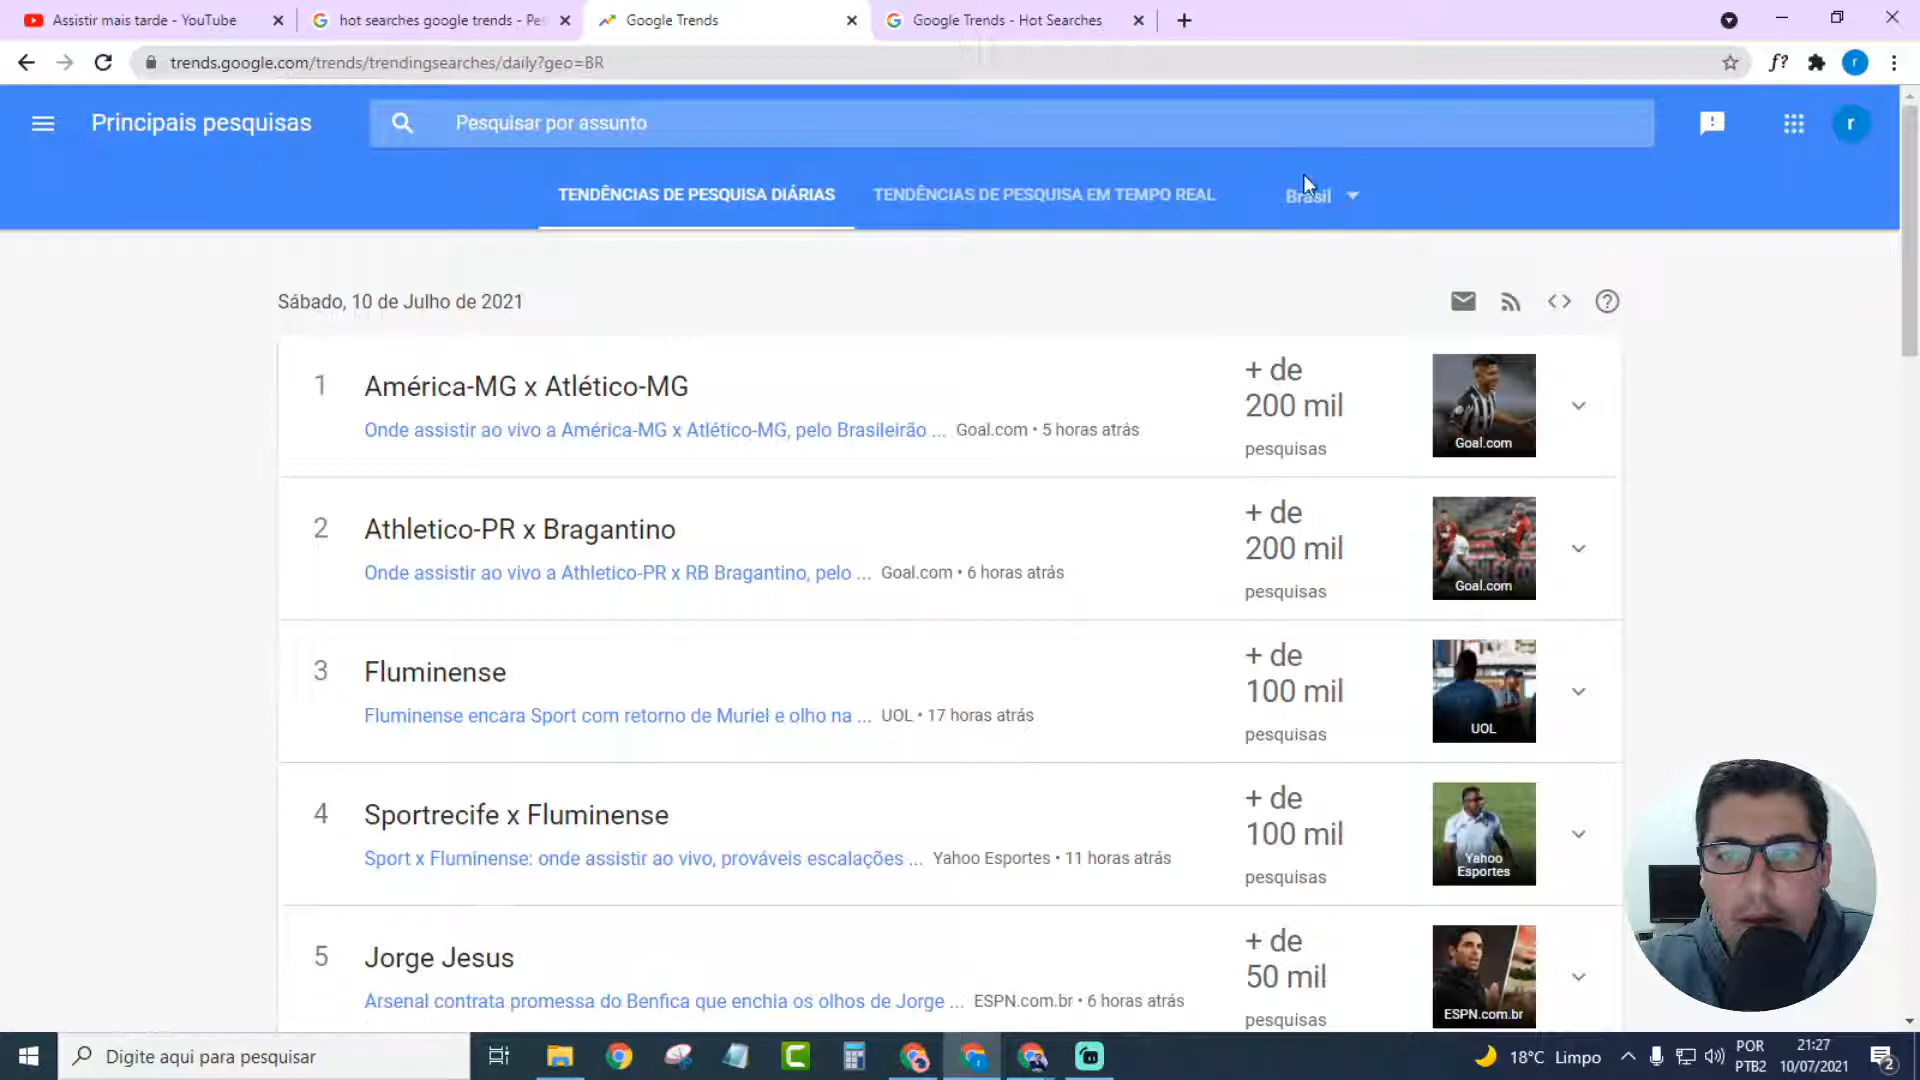 Assistir mais tarde - YouTube
hot searches google trends - Pes
Google Trends
Google Trends - Hot Searches
trends.google.com/trends/trendingsearches/daily?geo=BR
f?
r
Principais pesquisas
Pesquisar por assunto
r
TENDÊNCIAS DE PESQUISA DIÁRIAS
TENDÊNCIAS DE PESQUISA EM TEMPO REAL
Brasil
Sábado, 10 de Julho de 2021
1
América-MG x Atlético-MG
Onde assistir ao vivo a América-MG x Atlético-MG, pelo Brasileirão ... Goal.com • 5 horas atrás
+ de
200 mil
pesquisas
Goal.com
2
Athletico-PR x Bragantino
Onde assistir ao vivo a Athletico-PR x RB Bragantino, pelo ... Goal.com • 6 horas atrás
+ de
200 mil
pesquisas
Goal.com
3
Fluminense
Fluminense encara Sport com retorno de Muriel e olho na ... UOL • 17 horas atrás
+ de
100 mil
pesquisas
UOL
4
Sportrecife x Fluminense
Sport x Fluminense: onde assistir ao vivo, prováveis escalações ... Yahoo Esportes • 11 horas atrás
+ de
100 mil
pesquisas
Yahoo
Esportes
5
Jorge Jesus
Arsenal contrata promessa do Benfica que enchia os olhos de Jorge ... ESPN.com.br • 6 horas atrás
+ de
50 mil
pesquisas
ESPN.com.br
Digite aqui para pesquisar
18°C Limpo
POR
PTB2
21:27
10/07/2021
2